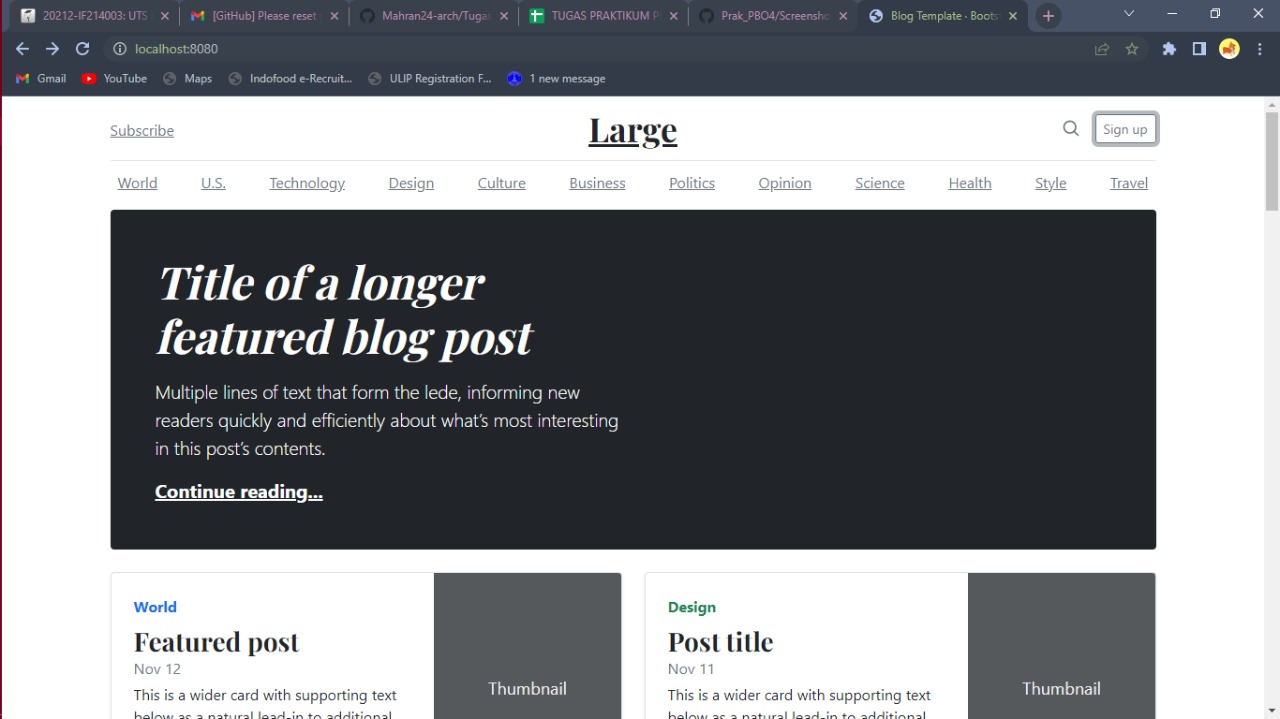 20212-IF214003: UTS
[GitHub] Please reset
Mahran24-arch/Tugas
TUGAS PRAKTIKUM P
Prak_PBO4/Screensho
Blog Template · Boots
localhost:8080
Gmail
YouTube
Maps
Indofood e-Recruit...
ULIP Registration F...
1 new message
Subscribe
Large
Sign up
World
U.S.
Technology
Design
Culture
Business
Politics
Opinion
Science
Health
Style
Travel
Title of a longer
featured blog post
Multiple lines of text that form the lede, informing new
readers quickly and efficiently about what's most interesting
in this post's contents.
Continue reading...
World
Featured post
Nov 12
This is a wider card with supporting text
below as a natural lead-in to additional
Thumbnail
Design
Post title
Nov 11
This is a wider card with supporting text
below as a natural lead-in to additional
Thumbnail